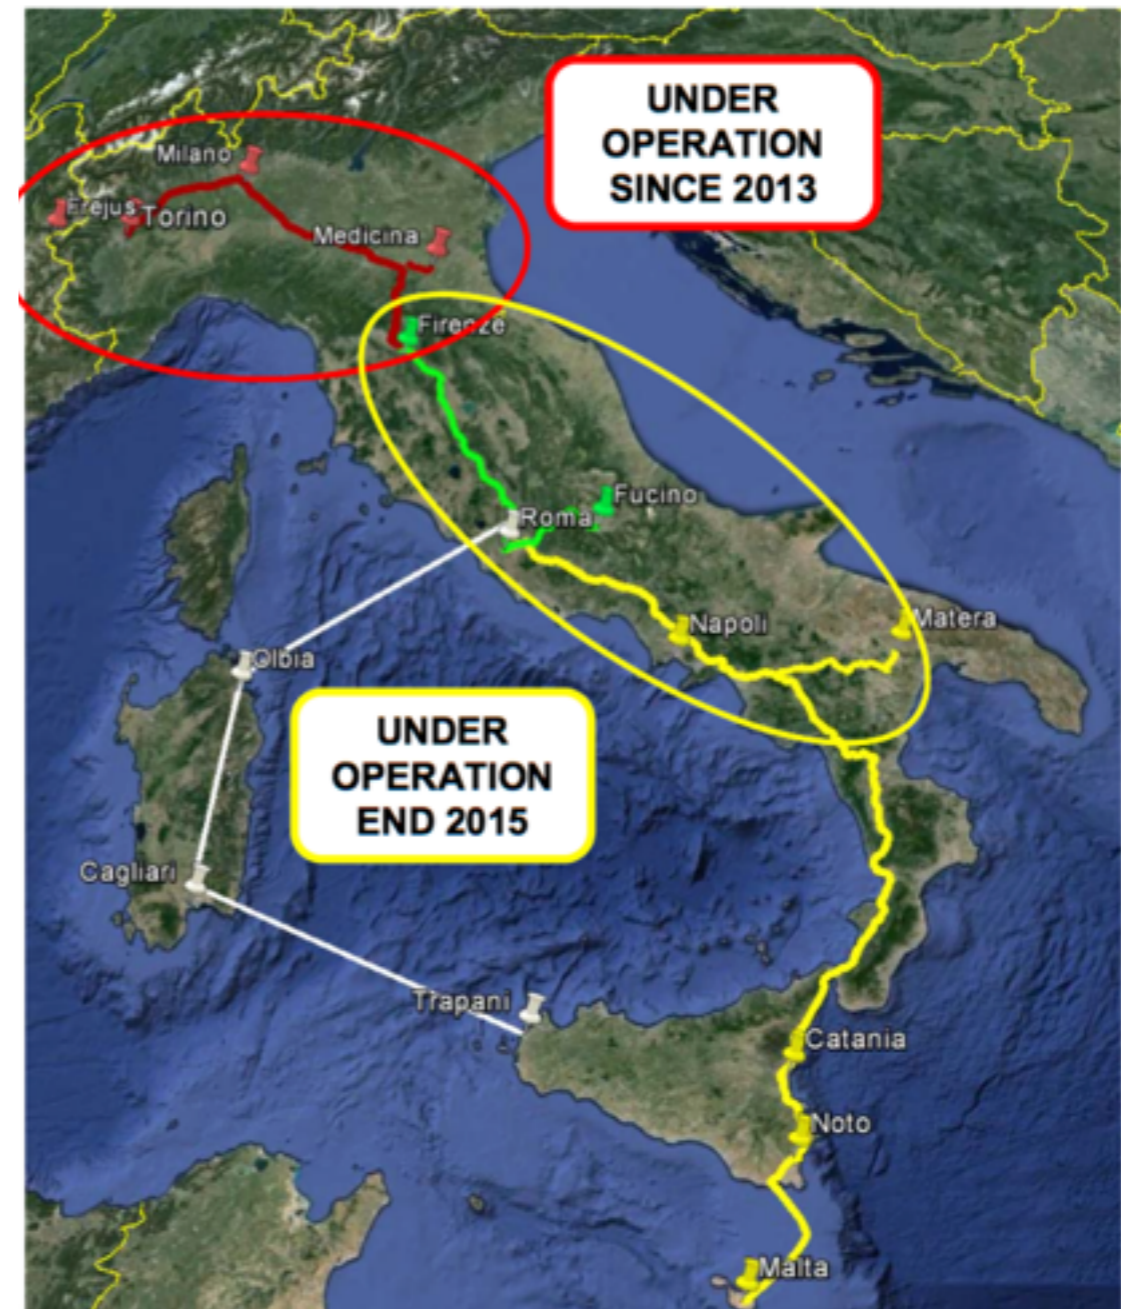 UNDER
OPERATION
SINCE 2013
Milano
Frejus
Torino
Medicina
Firenze
Fucino
Roma
Napoli
Matera
Olbia
UNDER
OPERATION
END 2015
Cagliari
Trapani
Catania
Noto
Malta